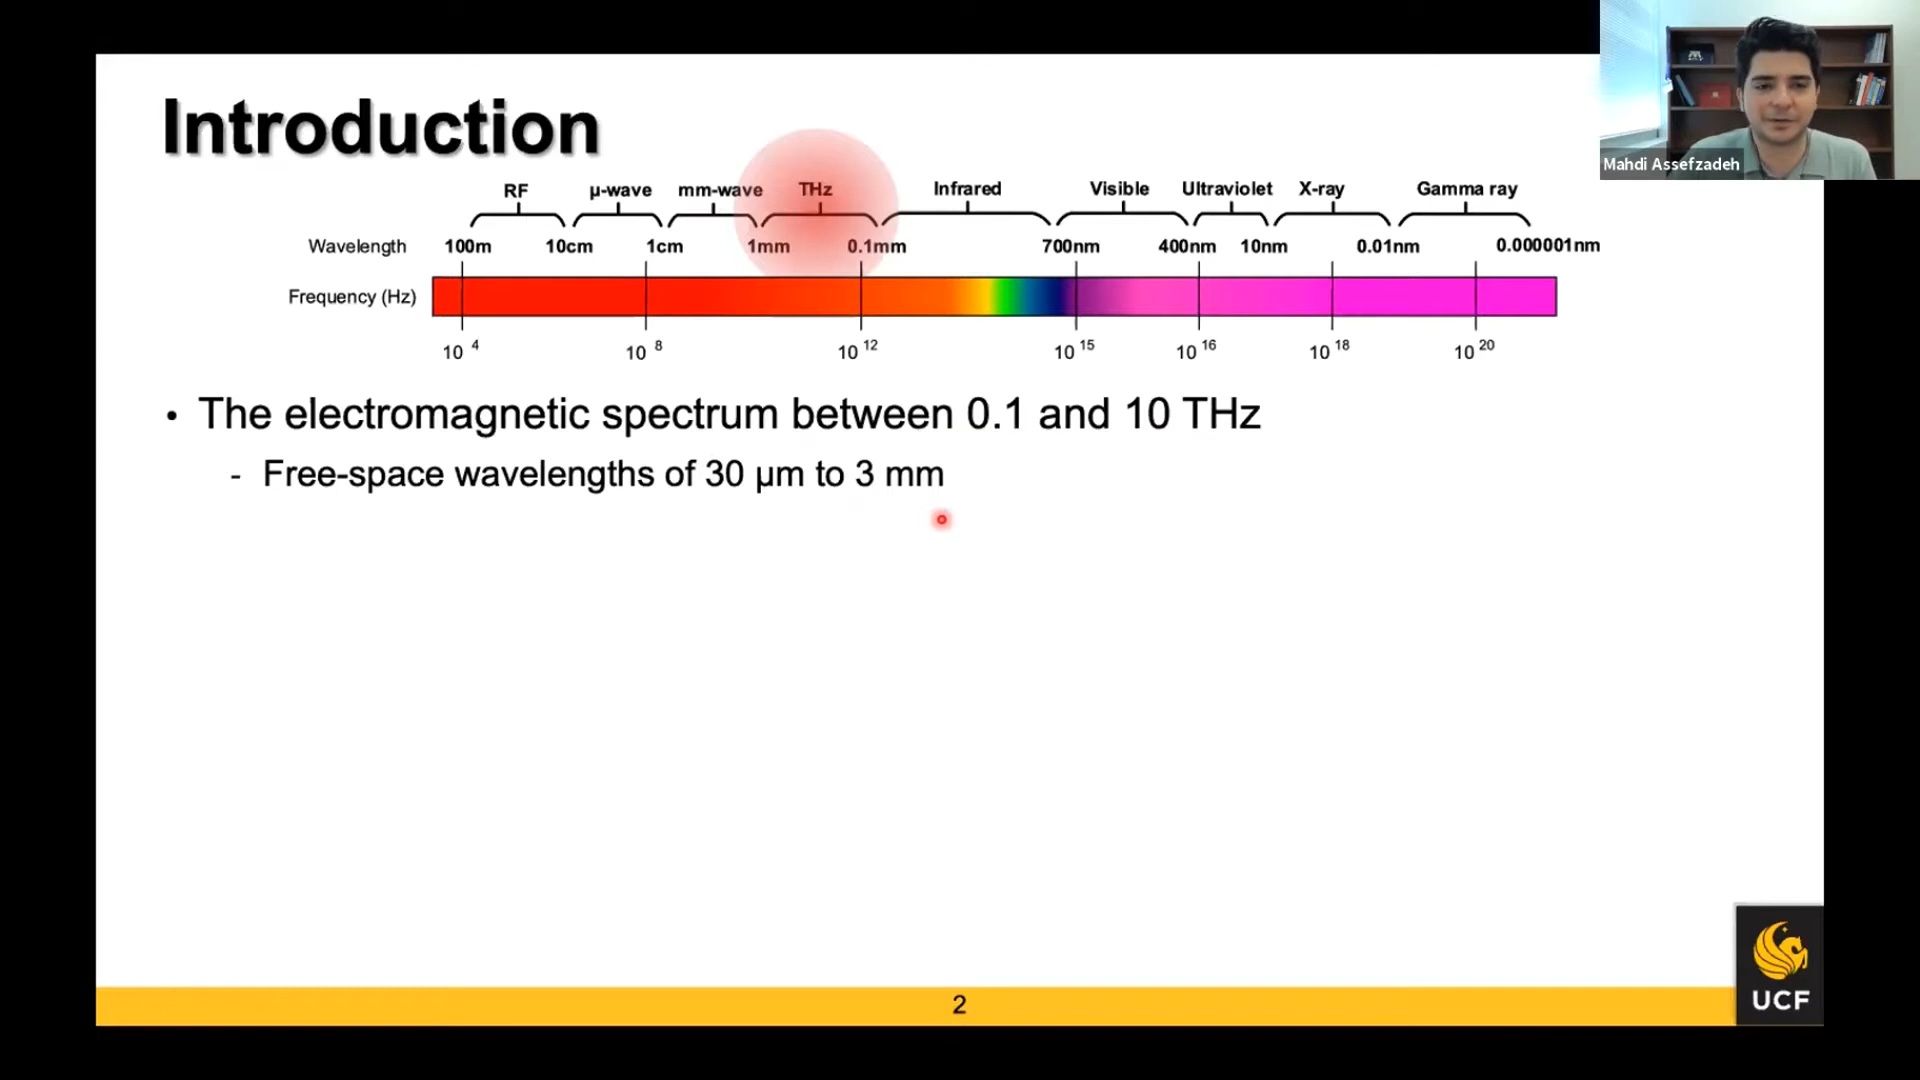 Introduction
RF μ-wave mm-wave THz Infrared Visible Ultraviolet X-ray Gamma ray
Wavelength 100m 10cm 1cm 1mm 0.1mm 700nm 400nm 10nm 0.01nm 0.000001nm
Frequency (Hz)
10 4 10 8 10 12 10 15 10 16 10 18 10 20
• The electromagnetic spectrum between 0.1 and 10 THz
- Free-space wavelengths of 30 μm to 3 mm
2
UCF
Mahdi Assefzadeh